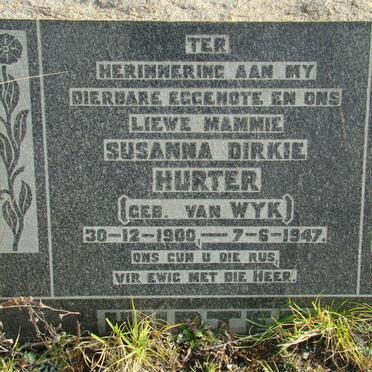 TER
HERINNERING AAN MY
DIERBARE EGGENOTE EN ONS
LIEWE MAMMIE
SUSANNA DIRKIE
HURTER
(GEB. VAN WYK)
30-12-1900,—7-6-1947.
ONS GUN U DIE RUS,
VIR EWIG MET DIE HEER.